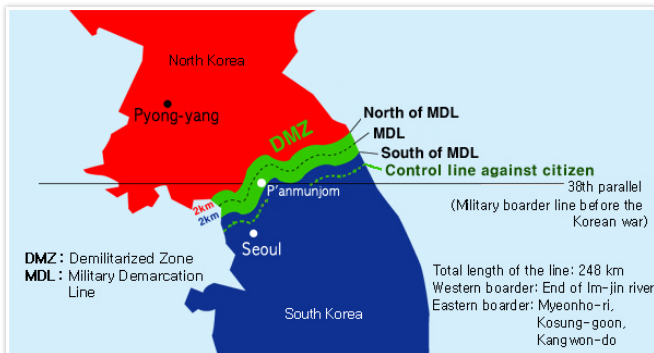 North Korea
Pyong-yang
DMZ
North of MDL
MDL
South of MDL
Control line against citizen
P'anmunjom
38th parallel
(Military boarder line before the
Korean war)
2km
2km
Seoul
DMZ : Demilitarized Zone
MDL : Military Demarcation
Line
South Korea
Total length of the line: 248 km
Western boarder: End of Im-jin river
Eastern boarder: Myeonho-ri,
Kosung-goon,
Kangwon-do